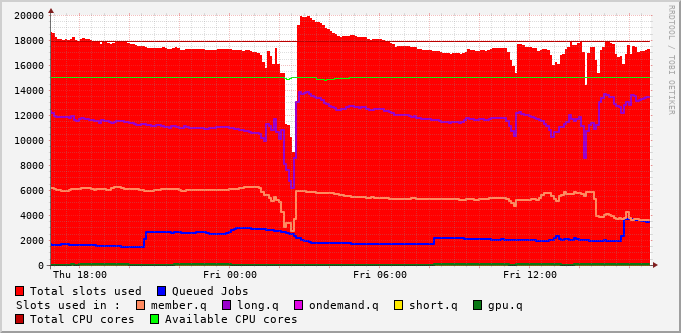 20000
18000
16000
14000
12000
10000
8000
6000
4000
2000
0
Thu 18:00 Fri 00:00 Fri 06:00 Fri 12:00
RRDTOOL / TOBI OETIKER
Total slots used Queued Jobs
Slots used in : member.q long.q ondemand.q short.q gpu.q
Total CPU cores Available CPU cores